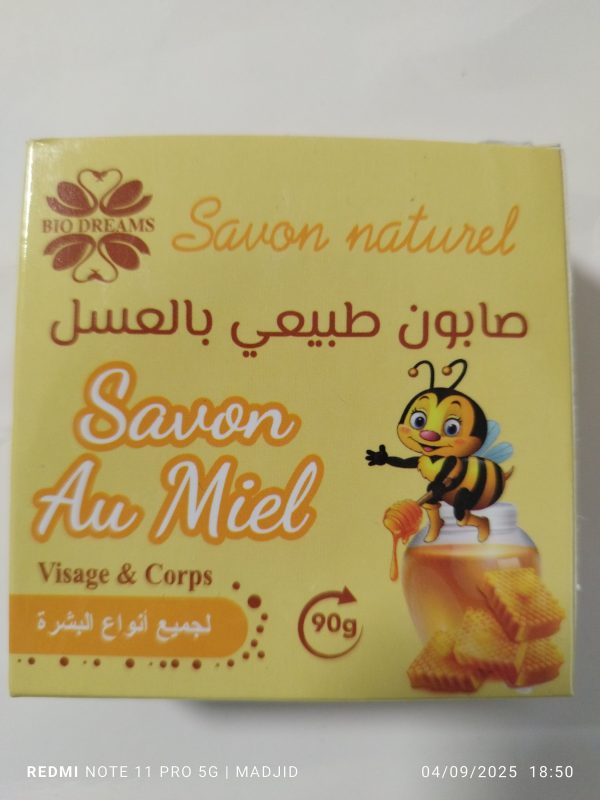 BIO DREAMS
Savon naturel
صابون طبيعي بالعسل
Savon
Au Miel
Visage & Corps
لجميع أنواع البشرة
90g
REDMI NOTE 11 PRO 5G | MADJID
04/09/2025 18:50